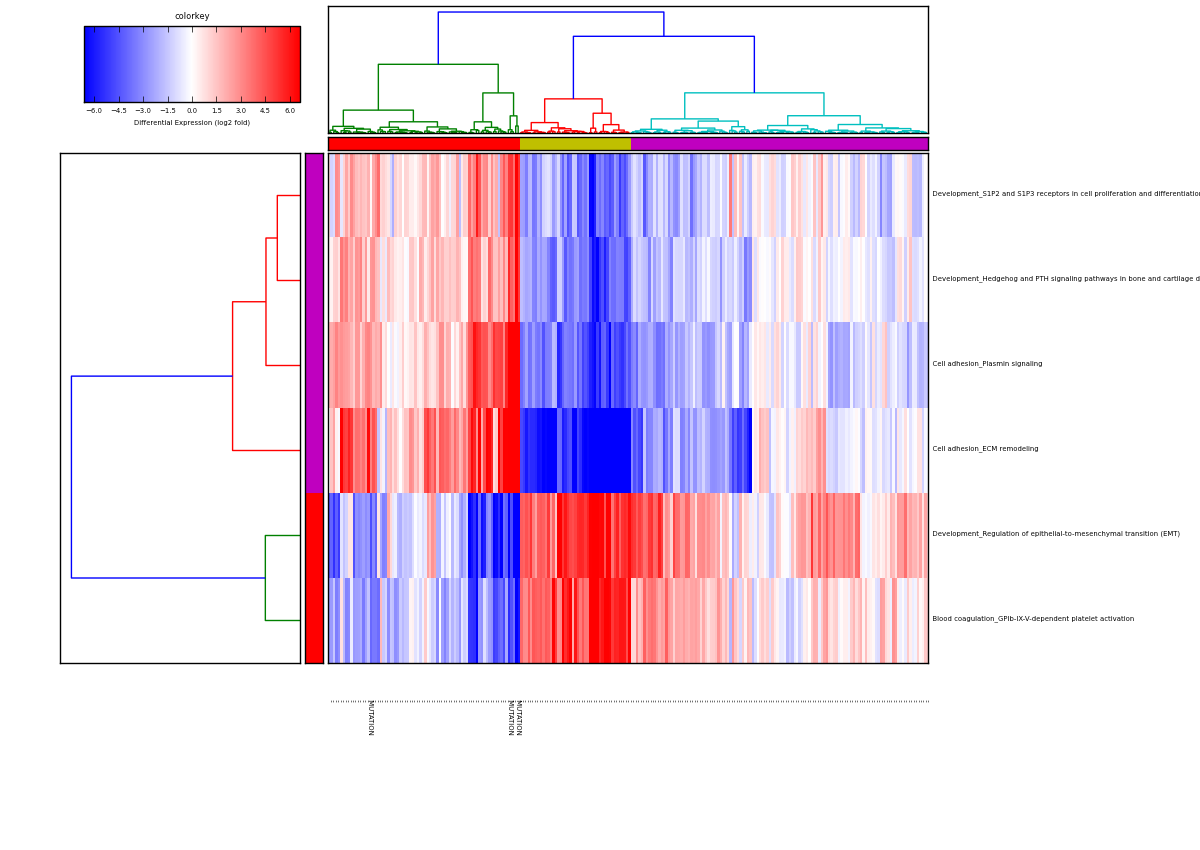 colorkey
−6.0 −4.5 −3.0 −1.5 0.0 1.5 3.0 4.5 6.0
Differential Expression (log2 fold)
Development_S1P2 and S1P3 receptors in cell proliferation and differentiatio
Development_Hedgehog and PTH signaling pathways in bone and cartilage d
Cell adhesion_Plasmin signaling
Cell adhesion_ECM remodeling
Development_Regulation of epithelial-to-mesenchymal transition (EMT)
Blood coagulation_GPIb-IX-V-dependent platelet activation
MUTATION
MUTATION
MUTATION